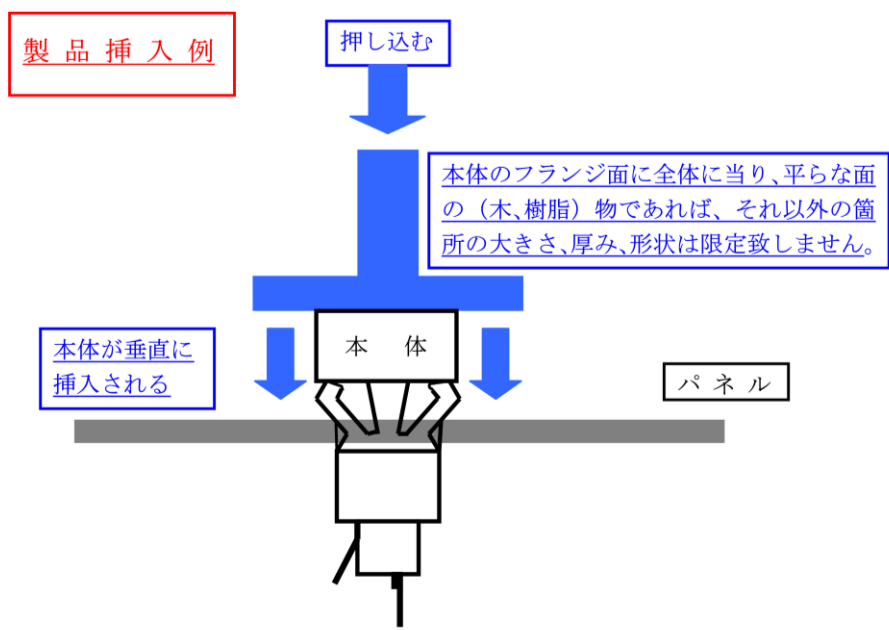 製品挿入例
押し込む
本体のフランジ面に全体に当り、平らな面
の（木、樹脂）物であれば、それ以外の箇
所の大きさ、厚み、形状は限定致しません。
本体が垂直に
挿入される
本体
パネル